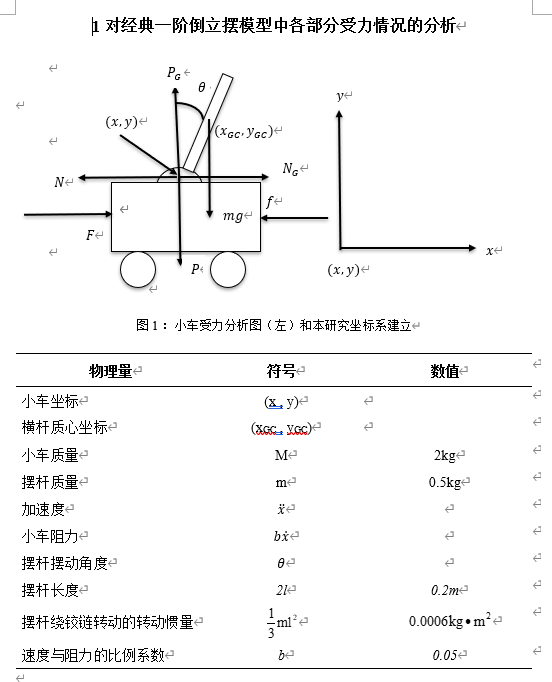 1 对经典一阶倒立摆模型中各部分受力情况的分析
P_G
θ
y
(x, y)
(x_GC, y_GC)
N
N_G
f
mg
F
P
x
(x, y)
图1：小车受力分析图（左）和本研究坐标系建立
物理量 符号 数值
小车坐标 (x，y)
横杆质心坐标 (x_GC，y_GC)
小车质量 M 2kg
摆杆质量 m 0.5kg
加速度 ẍ
小车阻力 bẋ
摆杆摆动角度 θ
摆杆长度 2l 0.2m
摆杆绕铰链转动的转动惯量 1/3 ml² 0.0006kg•m²
速度与阻力的比例系数 b 0.05